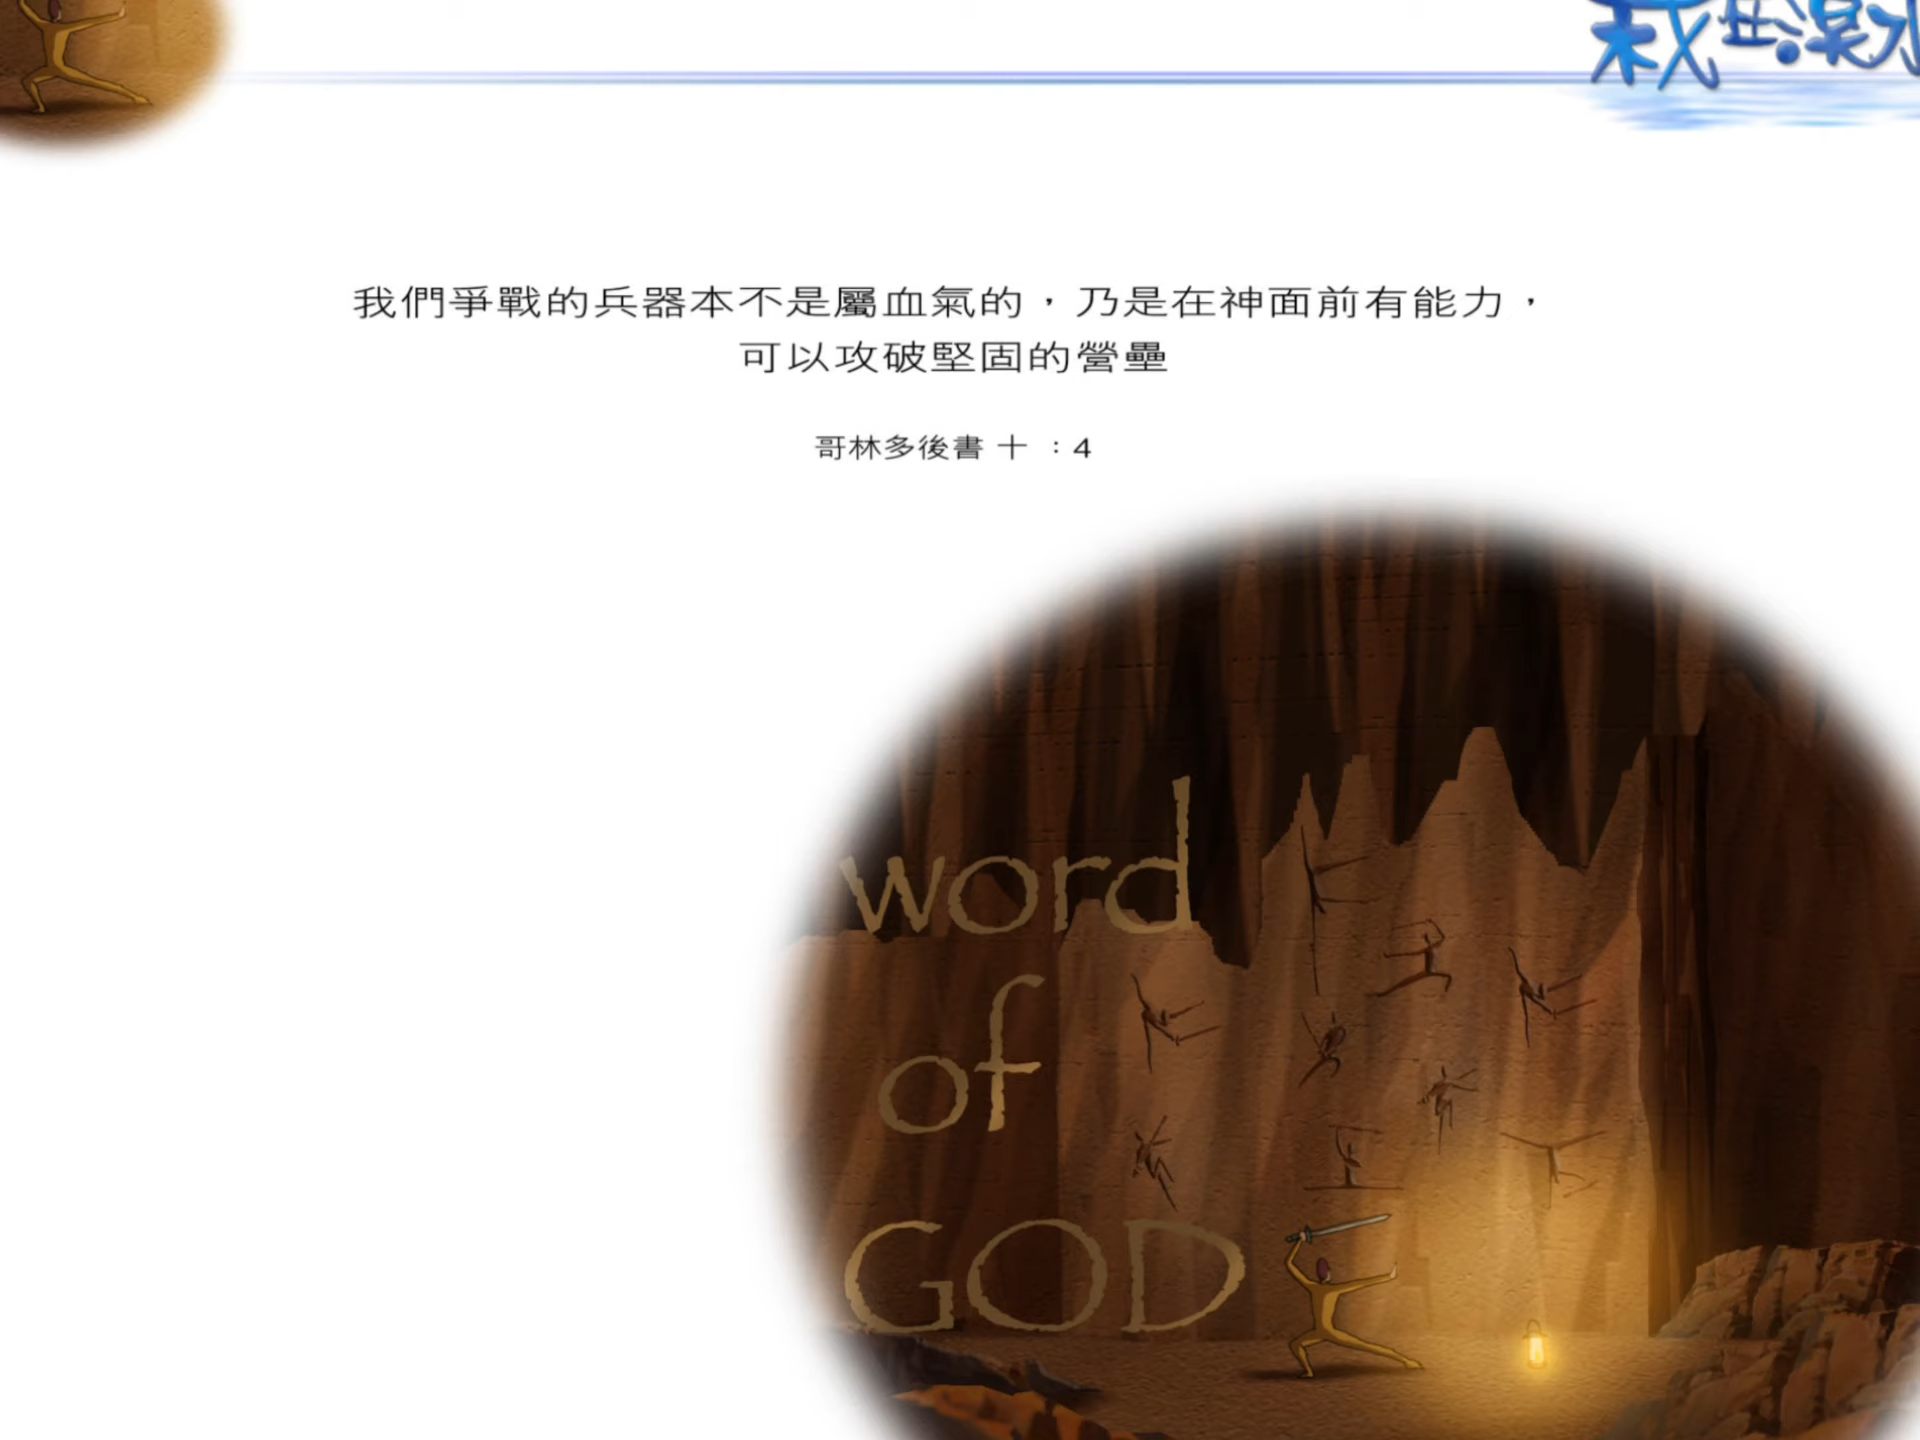 我們爭戰的兵器本不是屬血氣的，乃是在神面前有能力，
可以攻破堅固的營壘
哥林多後書 十 ：4
word
of
GOD